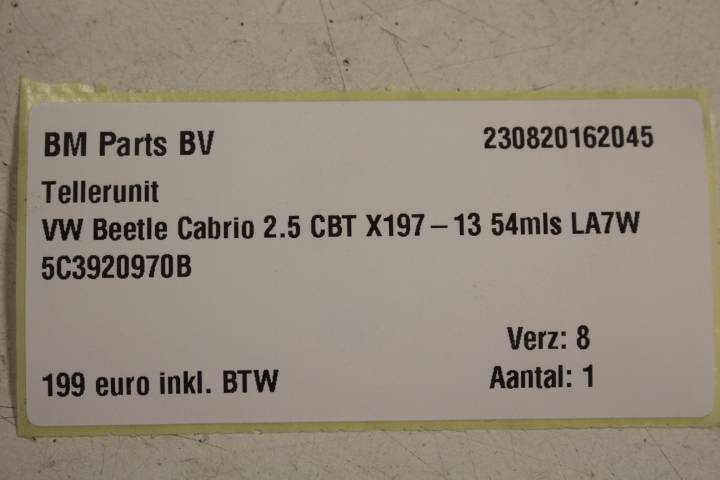 BM Parts BV 230820162045
Tellerunit
VW Beetle Cabrio 2.5 CBT X197-13 54mls LA7W
5C3920970B
Verz: 8
199 euro inkl. BTW Aantal: 1